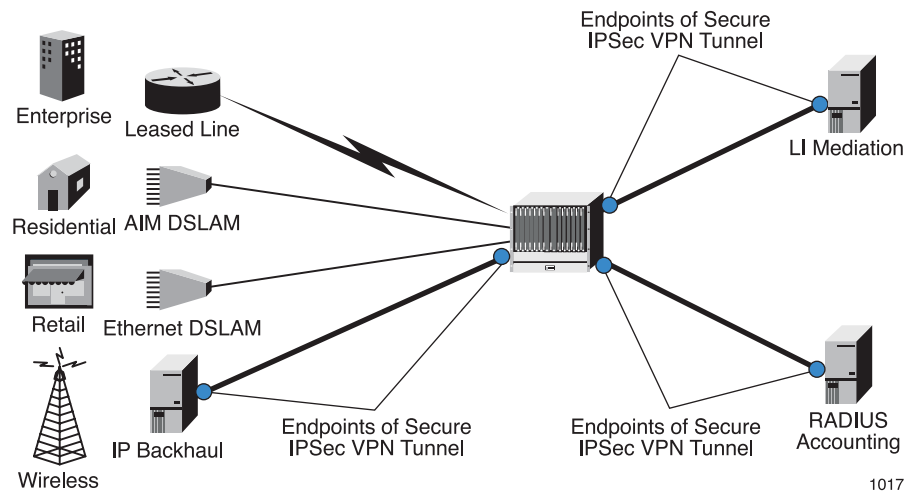 Endpoints of Secure
IPSec VPN Tunnel
Enterprise
Leased Line
LI Mediation
Residential
AIM DSLAM
Retail
Ethernet DSLAM
Endpoints of Secure
IPSec VPN Tunnel
Endpoints of Secure
IPSec VPN Tunnel
RADIUS
Accounting
IP Backhaul
Wireless
1017